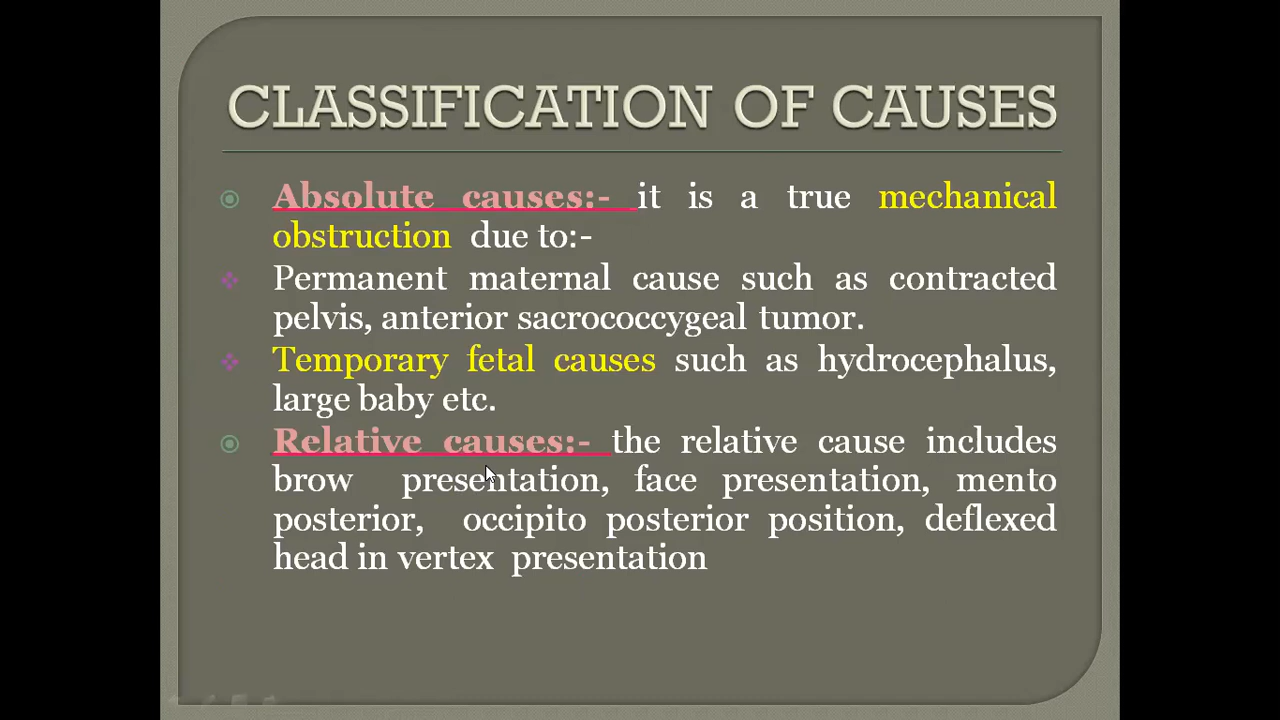 CLASSIFICATION OF CAUSES
Absolute causes:- it is a true mechanical
obstruction due to:-
Permanent maternal cause such as contracted
pelvis, anterior sacrococcygeal tumor.
Temporary fetal causes such as hydrocephalus,
large baby etc.
Relative causes:- the relative cause includes
brow presentation, face presentation, mento
posterior, occipito posterior position, deflexed
head in vertex presentation